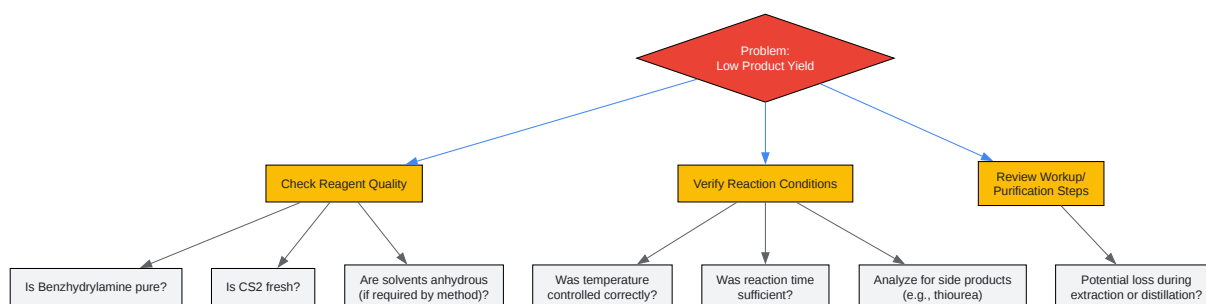 Problem:
Low Product Yield
Check Reagent Quality
Verify Reaction Conditions
Review Workup/
Purification Steps
Is Benzhydrylamine pure?
Is CS2 fresh?
Are solvents anhydrous
(if required by method)?
Was temperature
controlled correctly?
Was reaction time
sufficient?
Analyze for side products
(e.g., thiourea)
Potential loss during
extraction or distillation?